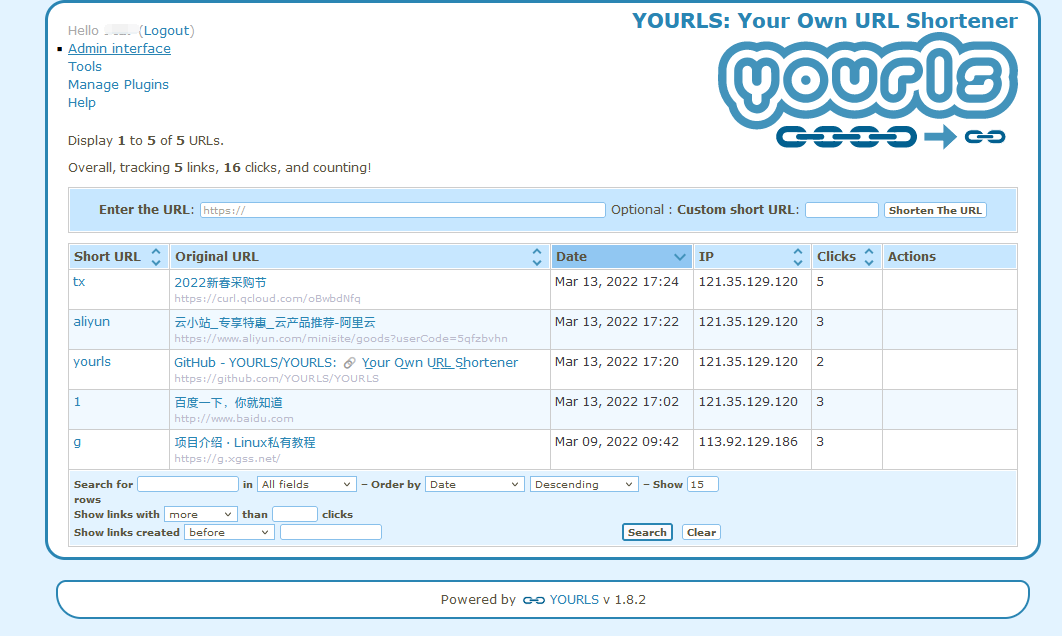 YOURLS: Your Own URL Shortener
Hello (Logout)
Admin interface
Tools
Manage Plugins
Help
yourls
Display 1 to 5 of 5 URLs.
Overall, tracking 5 links, 16 clicks, and counting!
Enter the URL: https:// Optional : Custom short URL: Shorten The URL
Short URL Original URL Date IP Clicks Actions
tx 2022新春采购节 Mar 13, 2022 17:24 121.35.129.120 5
https://curl.qcloud.com/oBwbdNfq
aliyun 云小站_专享特惠_云产品推荐-阿里云 Mar 13, 2022 17:22 121.35.129.120 3
https://www.aliyun.com/minisite/goods?userCode=5qfzbvhn
yourls GitHub - YOURLS/YOURLS: 🔗 Your Own URL Shortener Mar 13, 2022 17:20 121.35.129.120 2
https://github.com/YOURLS/YOURLS
1 百度一下，你就知道 Mar 13, 2022 17:02 121.35.129.120 3
http://www.baidu.com
g 项目介绍 · Linux私有教程 Mar 09, 2022 09:42 113.92.129.186 3
https://g.xgss.net/
Search for in All fields – Order by Date Descending – Show 15
rows
Show links with more than clicks
Show links created before Search Clear
Powered by YOURLS v 1.8.2